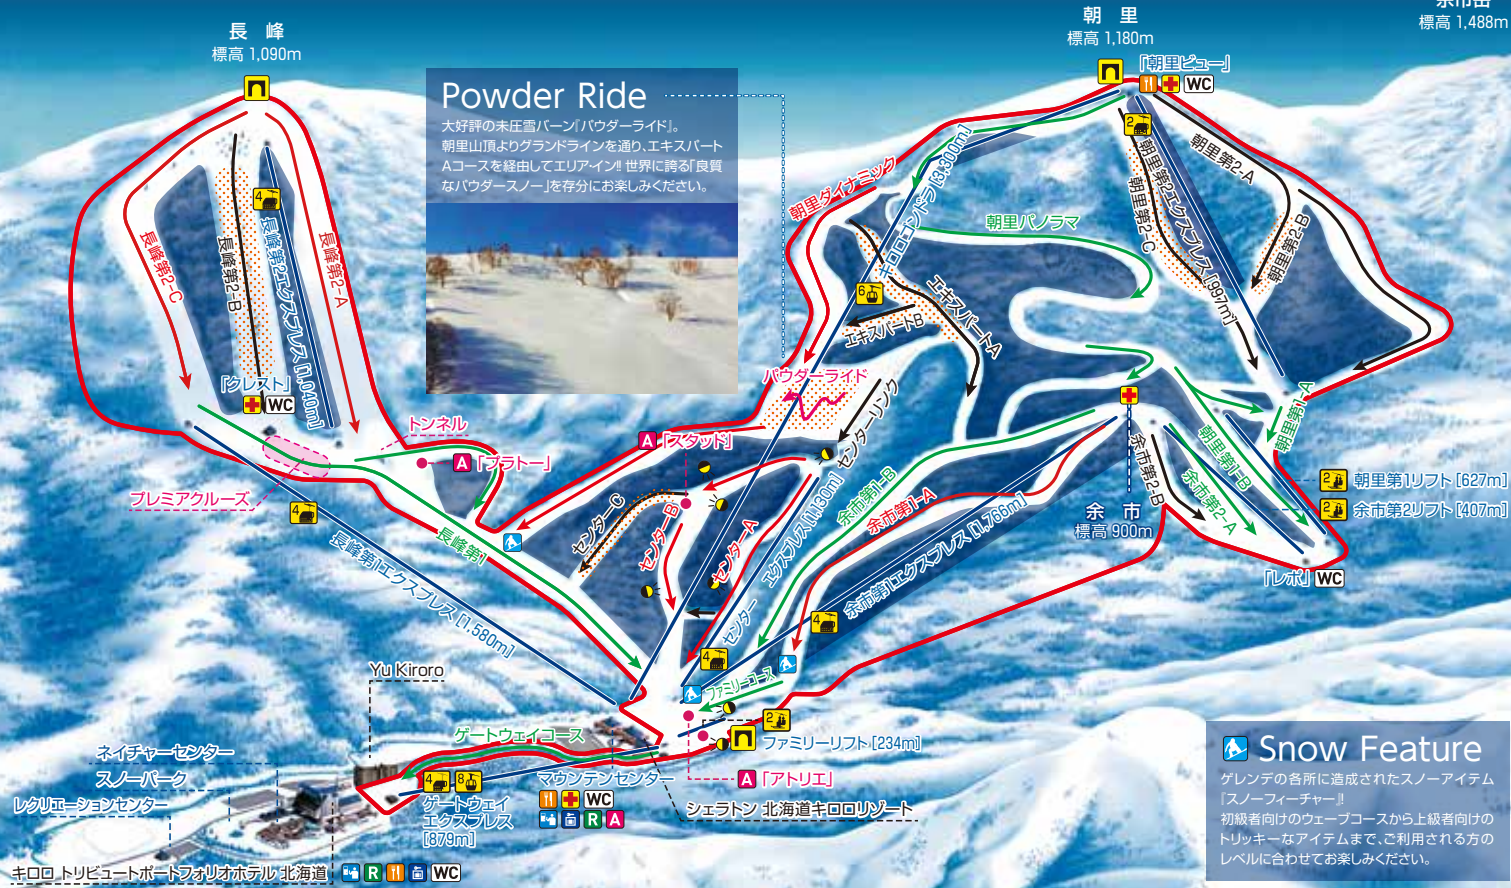 長 峰
標高 1,090m
朝 里
標高 1,180m
余市岳
標高 1,488m
「朝里ビュー」
WC
Powder Ride
大好評の未圧雪バーン『パウダーライド』。
朝里山頂よりグランドラインを通り、エキスパート
Aコースを経由してエリア・イン!! 世界に誇る「良質
なパウダースノー」を存分にお楽しみください。
朝里ダイナミック
キロロゴンドラ [3,300m]
6
朝里パノラマ
2
朝里第2エクスプレス [997m]
朝里第2-A
朝里第2-B
朝里第2-C
エキスパートA
エキスパートB
パウダーライド
長峰第2-C
長峰第2-B
4
長峰第2エクスプレス [1,040m]
長峰第2-A
「クレスト」
WC
トンネル
A 「プラトー」
プレミアクルーズ
4
長峰第1エクスプレス [1,580m]
長峰第1
A 「スタッド」
センターリング
センターC
センターB
センターA
センター エクスプレス [1,130m]
4
余市第1-B
余市第1-A
余市第1エクスプレス [1,766m]
4
余 市
標高 900m
余市第2-B
余市第2-A
朝里第1-B
朝里第1-A
2 朝里第1リフト [627m]
2 余市第2リフト [407m]
「レポ」 WC
ファミリーコース
2
ファミリーリフト [234m]
A 「アトリエ」
Yu Kiroro
ゲートウェイコース
4 8
ゲートウェイ
エクスプレス
[879m]
マウンテンセンター
WC
R A
シェラトン 北海道キロロリゾート
ネイチャーセンター
スノーパーク
レクリエーションセンター
キロロ トリビュートポートフォリオホテル 北海道 R WC
Snow Feature
ゲレンデの各所に造成されたスノーアイテム
『スノーフィーチャー』!
初級者向けのウェーブコースから上級者向けの
トリッキーなアイテムまで、ご利用される方の
レベルに合わせてお楽しみください。